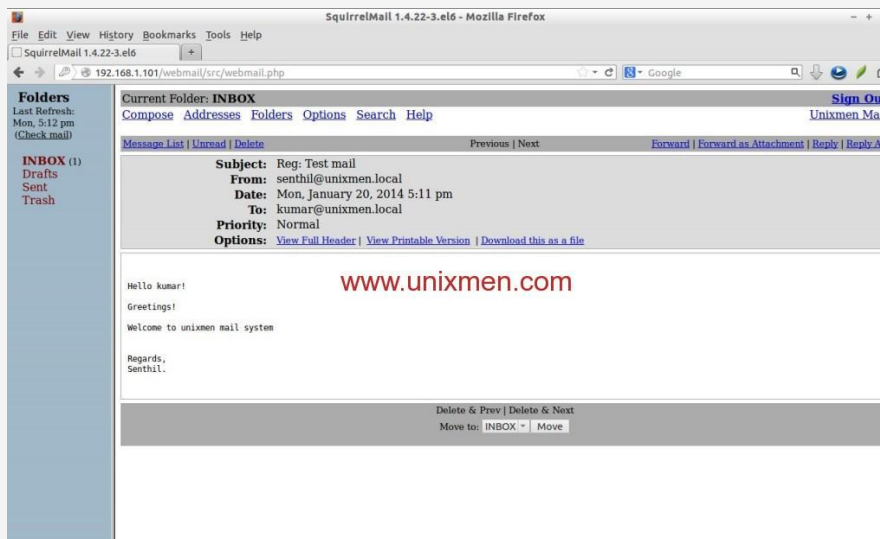 SquirrelMail 1.4.22-3.el6 - Mozilla Firefox
File Edit View History Bookmarks Tools Help
SquirrelMail 1.4.22-3.el6
192.168.1.101/webmail/src/webmail.php
Google
Folders
Last Refresh:
Mon, 5:12 pm
(Check mail)
INBOX (1)
Drafts
Sent
Trash
Current Folder: INBOX
Sign Ou
Compose Addresses Folders Options Search Help
Unixmen Ma
Message List | Unread | Delete
Previous | Next
Forward | Forward as Attachment | Reply | Reply A
Subject: Reg: Test mail
From: senthil@unixmen.local
Date: Mon, January 20, 2014 5:11 pm
To: kumar@unixmen.local
Priority: Normal
Options: View Full Header | View Printable Version | Download this as a file
Hello kumar!
www.unixmen.com
Greetings!
Welcome to unixmen mail system
Regards,
Senthil.
Delete & Prev | Delete & Next
Move to: INBOX Move